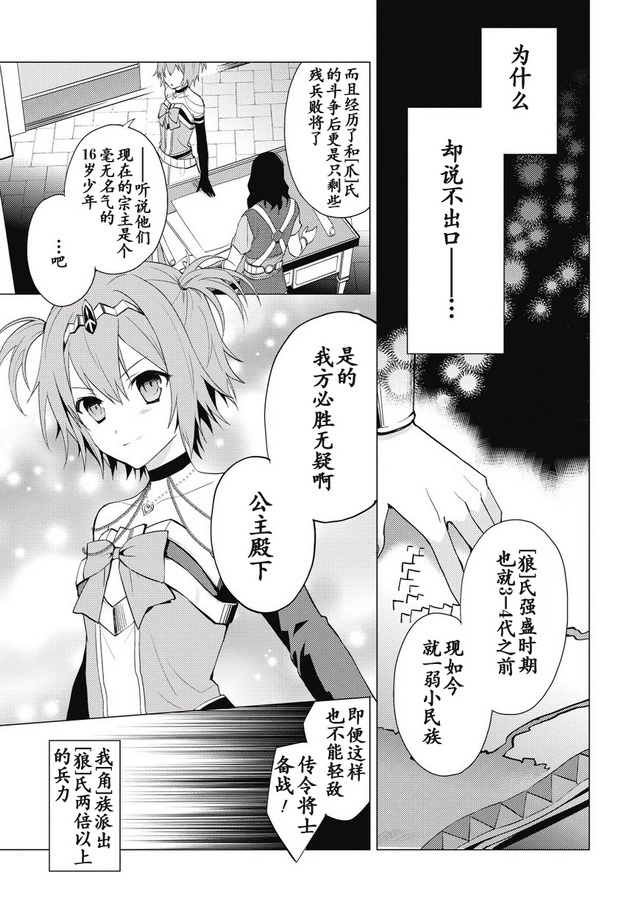 为什么
却说不出口——…
[狼]氏强盛时期
也就3-4代之前
现如今
就一弱小民族
而且经历了和[爪]氏
的斗争后更是只剩些
残兵败将了
——听说他们
现在的宗主是个
毫无名气的
16岁少年
…吧
是的
我方必胜无疑啊
公主殿下
即便这样
也不能轻敌
传令将士
备战！
我[角]族派出
[狼]氏两倍以上
的兵力